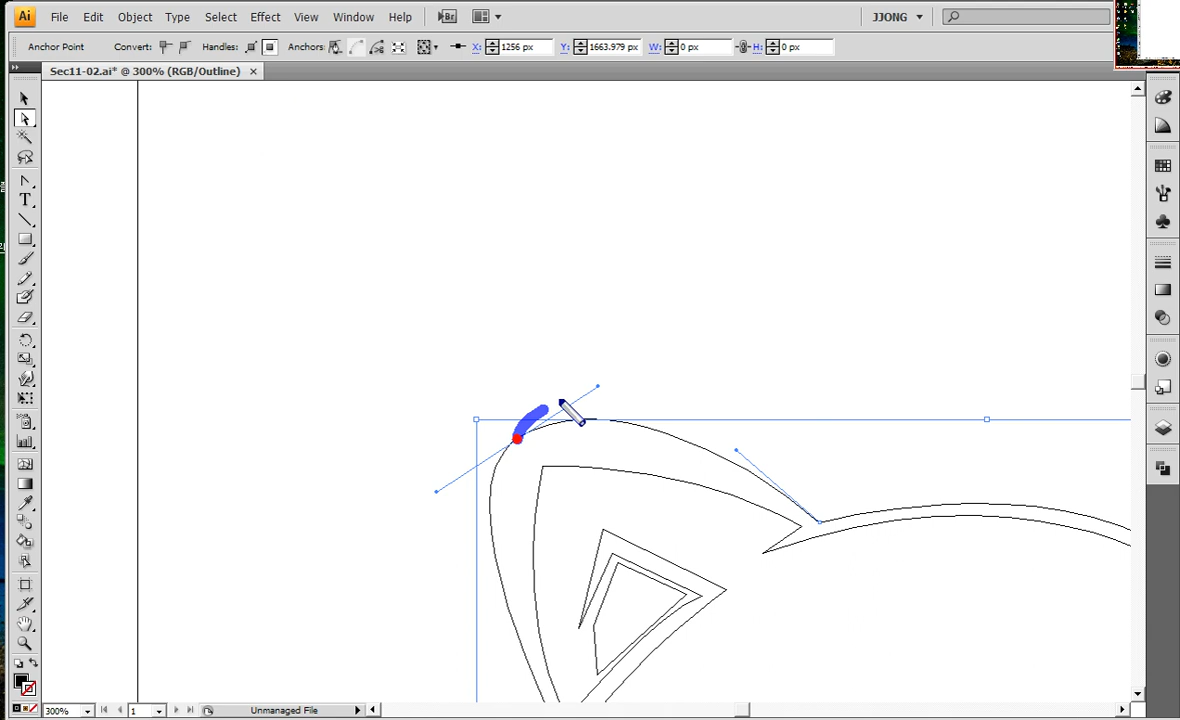 Ai File Edit Object Type Select Effect View Window Help Br JJONG
Anchor Point Convert: Handles: Anchors: X: 1256 px Y: 1663.979 px W: 0 px H: 0 px
Sec11-02.ai* @ 300% (RGB/Outline) ×
T
300% 1 Unmanaged File